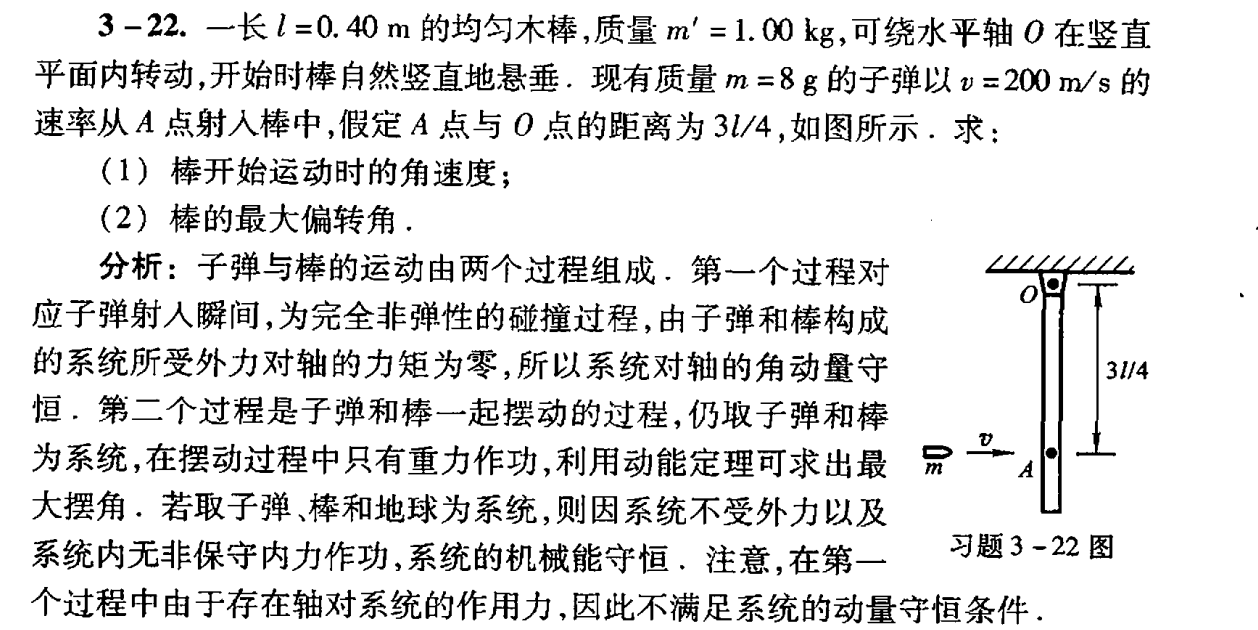 3-22. 一长 l=0.40 m 的均匀木棒,质量 m′=1.00 kg,可绕水平轴 O 在竖直
平面内转动,开始时棒自然竖直地悬垂. 现有质量 m=8 g 的子弹以 v=200 m/s 的
速率从 A 点射入棒中,假定 A 点与 O 点的距离为 3l/4,如图所示. 求:
(1) 棒开始运动时的角速度;
(2) 棒的最大偏转角.
分析: 子弹与棒的运动由两个过程组成. 第一个过程对
应子弹射入瞬间,为完全非弹性的碰撞过程,由子弹和棒构成
的系统所受外力对轴的力矩为零,所以系统对轴的角动量守
恒. 第二个过程是子弹和棒一起摆动的过程,仍取子弹和棒
为系统,在摆动过程中只有重力作功,利用动能定理可求出最
大摆角. 若取子弹、棒和地球为系统,则因系统不受外力以及
系统内无非保守内力作功,系统的机械能守恒. 注意,在第一
个过程中由于存在轴对系统的作用力,因此不满足系统的动量守恒条件.
O
3l/4
v
m
A
习题 3-22 图